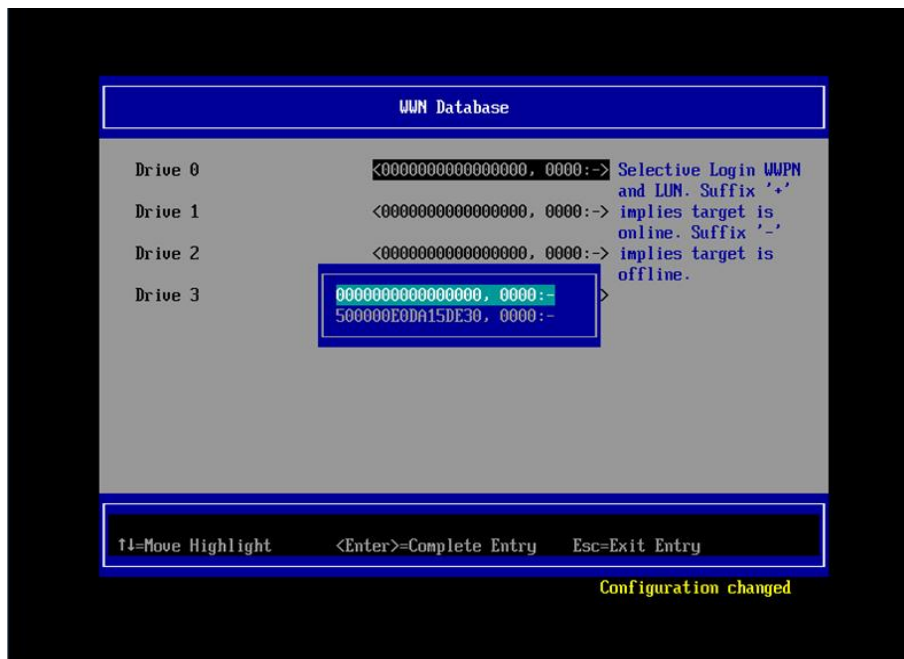 WWN Database
Drive 0 <0000000000000000, 0000:-> Selective Login WWPN
and LUN. Suffix '+'
Drive 1 <0000000000000000, 0000:-> implies target is
online. Suffix '-'
Drive 2 <0000000000000000, 0000:-> implies target is
offline.
Drive 3 0000000000000000, 0000:- >
500000E0DA15DE30, 0000:-
↑↓=Move Highlight <Enter>=Complete Entry Esc=Exit Entry
Configuration changed